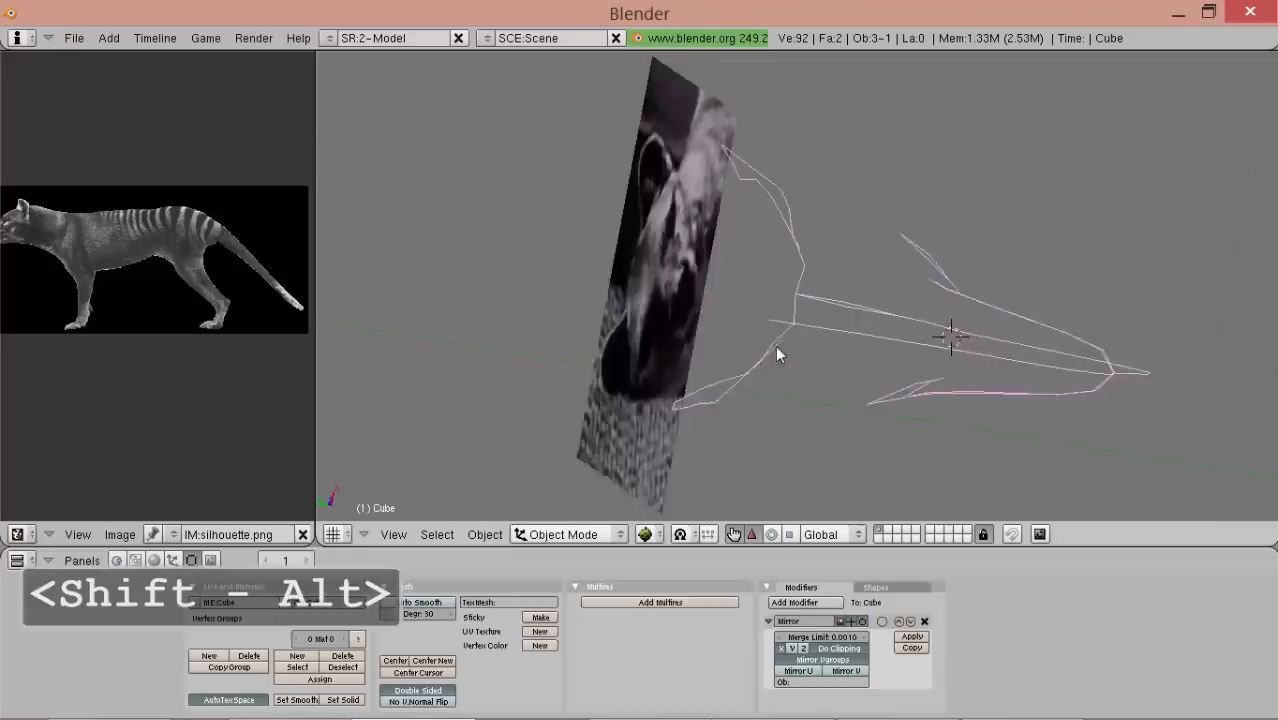 Blender
File Add Timeline Game Render Help SR:2-Model SCE:Scene www.blender.org 249.2 Ve:92 | Fa:2 | Ob:3-1 | La:0 | Mem:1.33M (2.53M) | Time: | Cube
(1) Cube
View Image IM:silhouette.png View Select Object Object Mode Global
Panels 1
<Shift - Alt>
Multires Modifiers Shapes
ME:Cube Auto Smooth TexMesh: Add Multires Add Modifier To: Cube
Vertex Groups Degr: 30 Sticky Make Mirror
UV Texture New
0 Mat 0 ? Vertex Color New Merge Limit: 0.0010 Apply
New Delete New Delete Center Center New X Y Z Do Clipping Copy
Copy Group Select Deselect Center Cursor Mirror Vgroups
Assign Mirror U Mirror V
Double Sided Ob:
AutoTexSpace Set Smooth Set Solid No V.Normal Flip